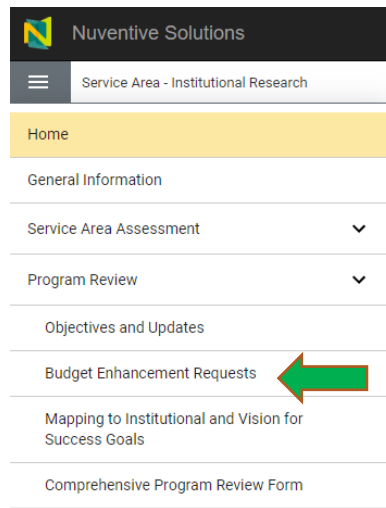 Nuventive Solutions
Service Area - Institutional Research
Home
General Information
Service Area Assessment
Program Review
Objectives and Updates
Budget Enhancement Requests
Mapping to Institutional and Vision for
Success Goals
Comprehensive Program Review Form